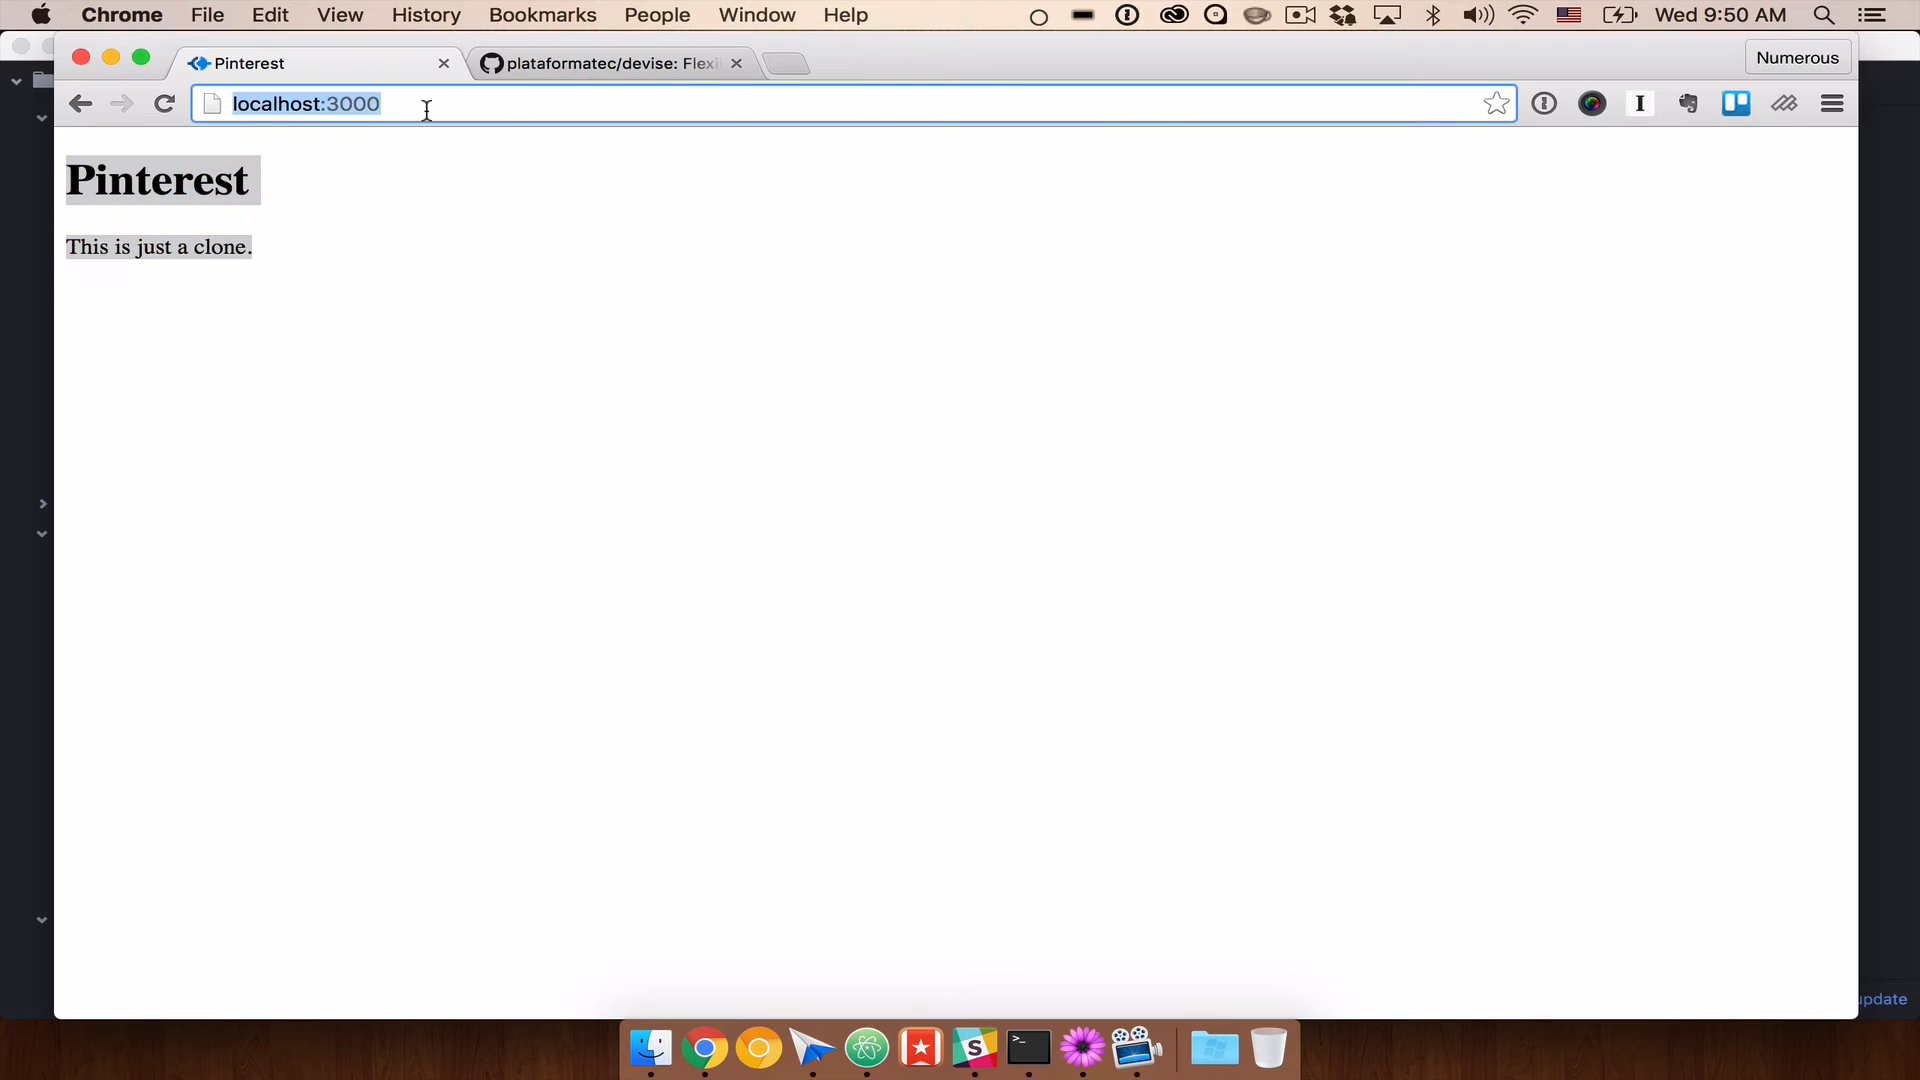 Chrome File Edit View History Bookmarks People Window Help Wed 9:50 AM
Pinterest plataformatec/devise: Flexi Numerous
localhost:3000
Pinterest
This is just a clone.
update